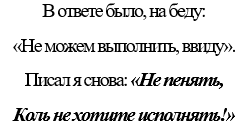 В ответе было, на беду:
«Не можем выполнить, ввиду».
Писал я снова: «Не пенять,
Коль не хотите исполнять!»